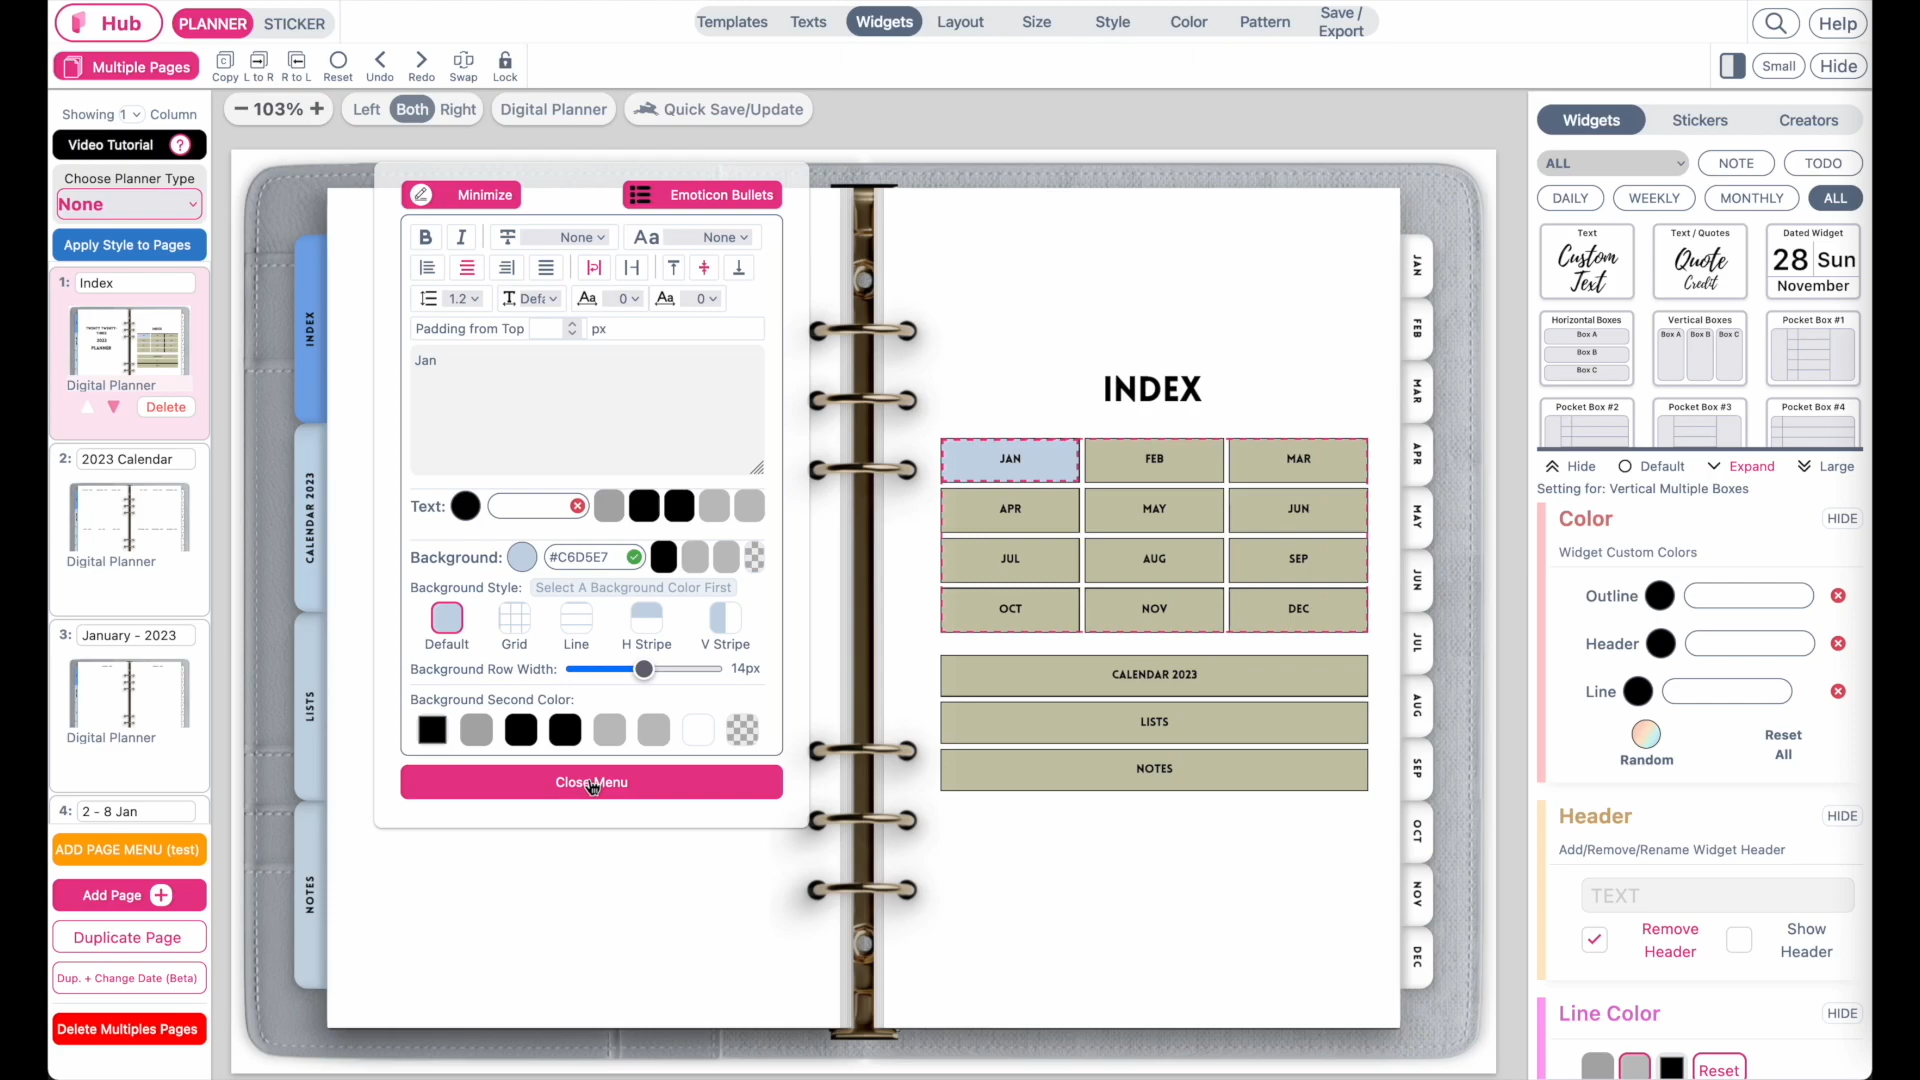 Hub
PLANNER
STICKER
Templates
Texts
Widgets
Layout
Size
Style
Color
Pattern
Save /
Export
Help
Multiple Pages
Copy
L to R
R to L
Reset
Undo
Redo
Swap
Lock
Small
Hide
Showing 1 Column
Video Tutorial ?
Choose Planner Type
None
Apply Style to Pages
1: Index
Digital Planner
Delete
2: 2023 Calendar
Digital Planner
3: January - 2023
Digital Planner
4: 2 - 8 Jan
ADD PAGE MENU (test)
Add Page
Duplicate Page
Dup. + Change Date (Beta)
Delete Multiples Pages
103%
Left
Both
Right
Digital Planner
Quick Save/Update
Minimize
Emoticon Bullets
B
I
None
Aa
None
1.2
Defa
Aa
0
Aa
0
Padding from Top
px
Jan
Text:
Background:
#C6D5E7
Background Style:
Select A Background Color First
Default
Grid
Line
H Stripe
V Stripe
Background Row Width:
14px
Background Second Color:
Close Menu
INDEX
CALENDAR 2023
LISTS
NOTES
INDEX
JAN
FEB
MAR
APR
MAY
JUN
JUL
AUG
SEP
OCT
NOV
DEC
CALENDAR 2023
LISTS
NOTES
JAN
FEB
MAR
APR
MAY
JUN
JUL
AUG
SEP
OCT
NOV
DEC
Widgets
Stickers
Creators
ALL
NOTE
TODO
DAILY
WEEKLY
MONTHLY
ALL
Text
Custom
Text
Text / Quotes
Quote
Credit
Dated Widget
28 Sun
November
Horizontal Boxes
Box A
Box B
Box C
Vertical Boxes
Box A
Box B
Box C
Pocket Box #1
Pocket Box #2
Pocket Box #3
Pocket Box #4
Hide
Default
Expand
Large
Setting for: Vertical Multiple Boxes
Color
HIDE
Widget Custom Colors
Outline
Header
Line
Random
Reset
All
Header
HIDE
Add/Remove/Rename Widget Header
TEXT
Remove
Header
Show
Header
Line Color
HIDE
Reset